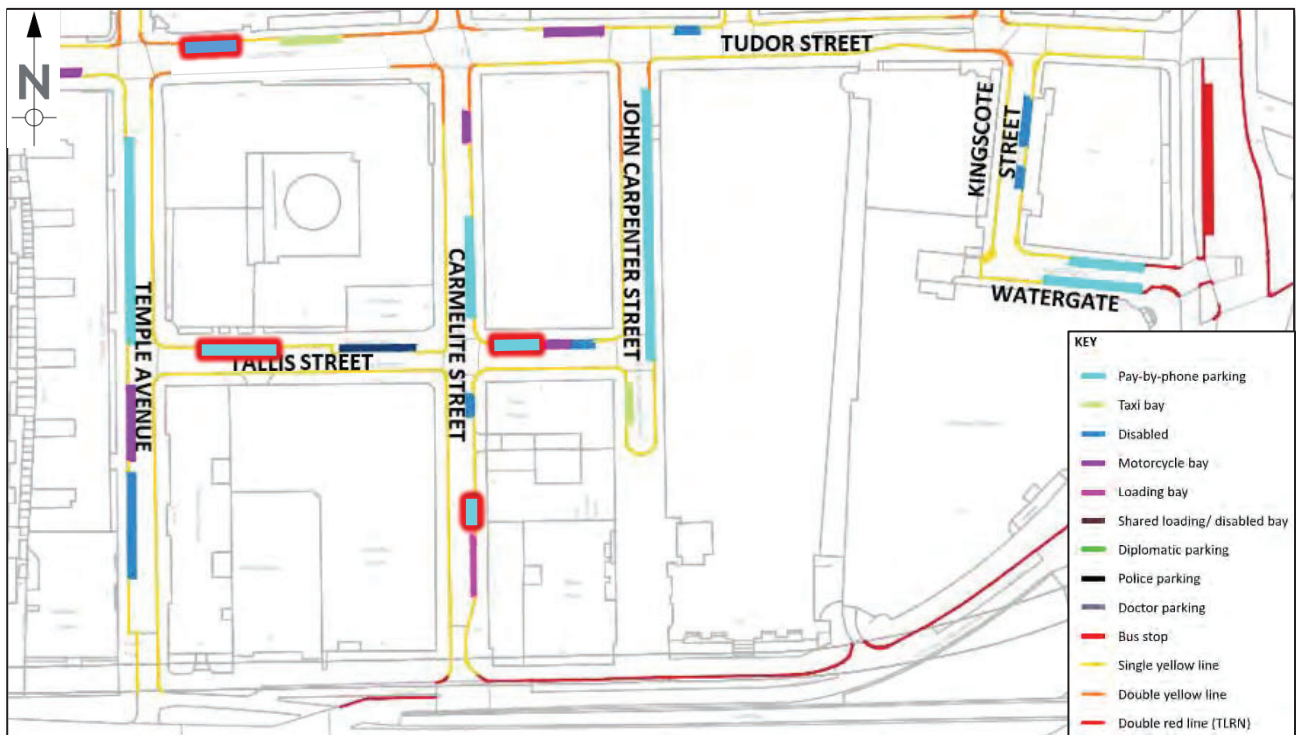 N
TUDOR STREET
JOHN CARPENTER STREET
KINGSCOTE
STREET
CARMELITE STREET
TEMPLE AVENUE
WATERGATE
TALLIS STREET
KEY
Pay-by-phone parking
Taxi bay
Disabled
Motorcycle bay
Loading bay
Shared loading/ disabled bay
Diplomatic parking
Police parking
Doctor parking
Bus stop
Single yellow line
Double yellow line
Double red line (TLRN)